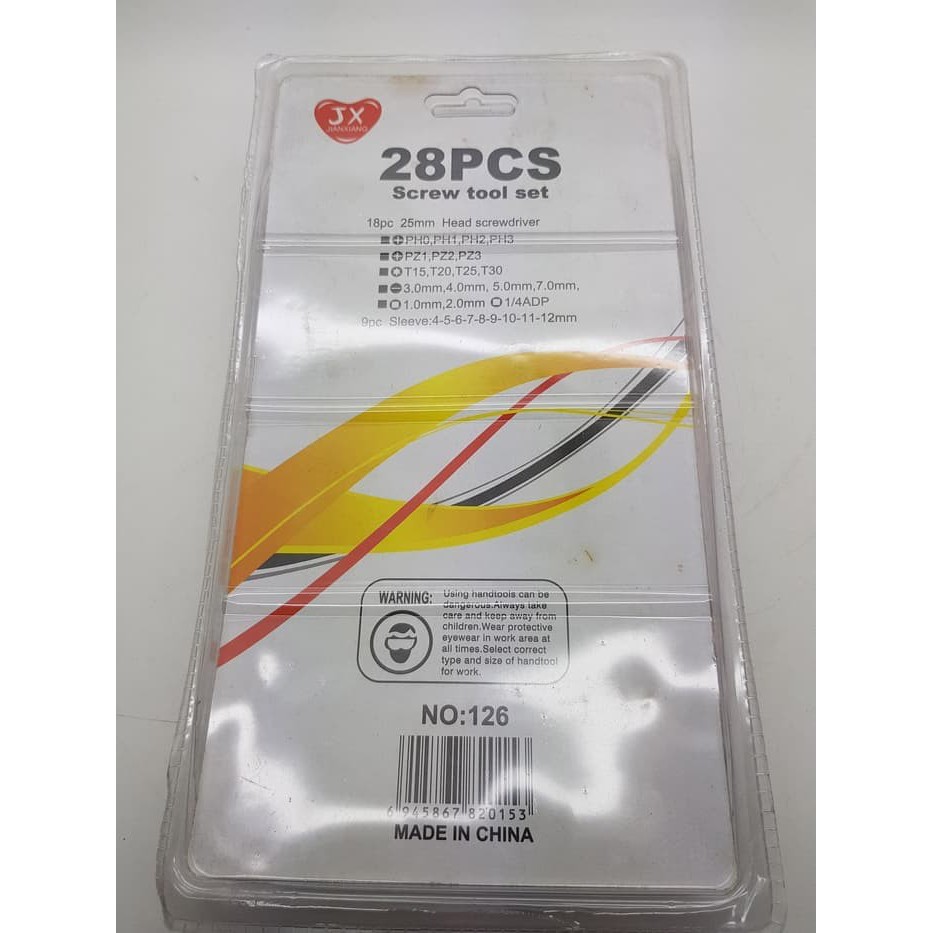 JX
JIANXIANG
28PCS
Screw tool set
18pc 25mm Head screwdriver
PH0,PH1,PH2,PH3
PZ1,PZ2,PZ3
T15,T20,T25,T30
3.0mm,4.0mm, 5.0mm,7.0mm,
1.0mm,2.0mm 1/4ADP
9pc Sleeve:4-5-6-7-8-9-10-11-12mm
WARNING:
Using handtools can be
dangerous.Always take
care and keep away from
children.Wear protective
eyewear in work area at
all times.Select correct
type and size of handtool
for work.
NO:126
6 945867 820153
MADE IN CHINA